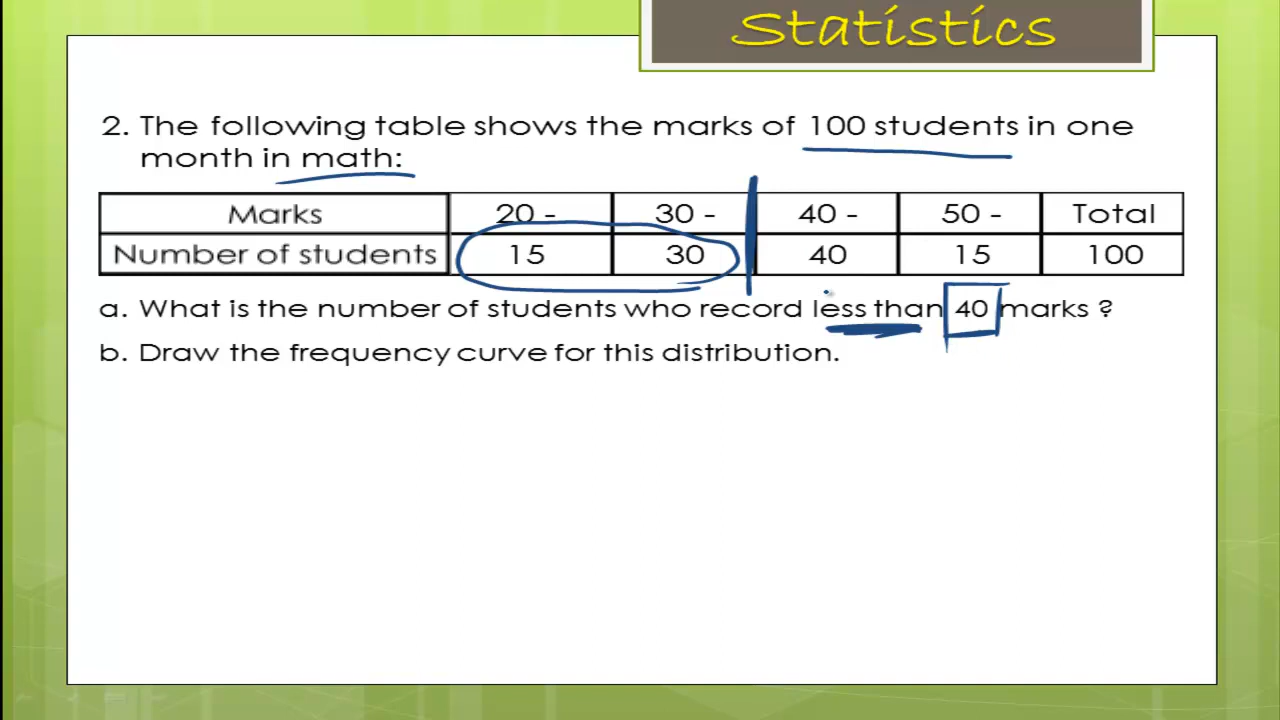 Statistics
2. The following table shows the marks of 100 students in one
month in math:
Marks 20 - 30 - 40 - 50 - Total
Number of students 15 30 40 15 100
a. What is the number of students who record less than 40 marks ?
b. Draw the frequency curve for this distribution.